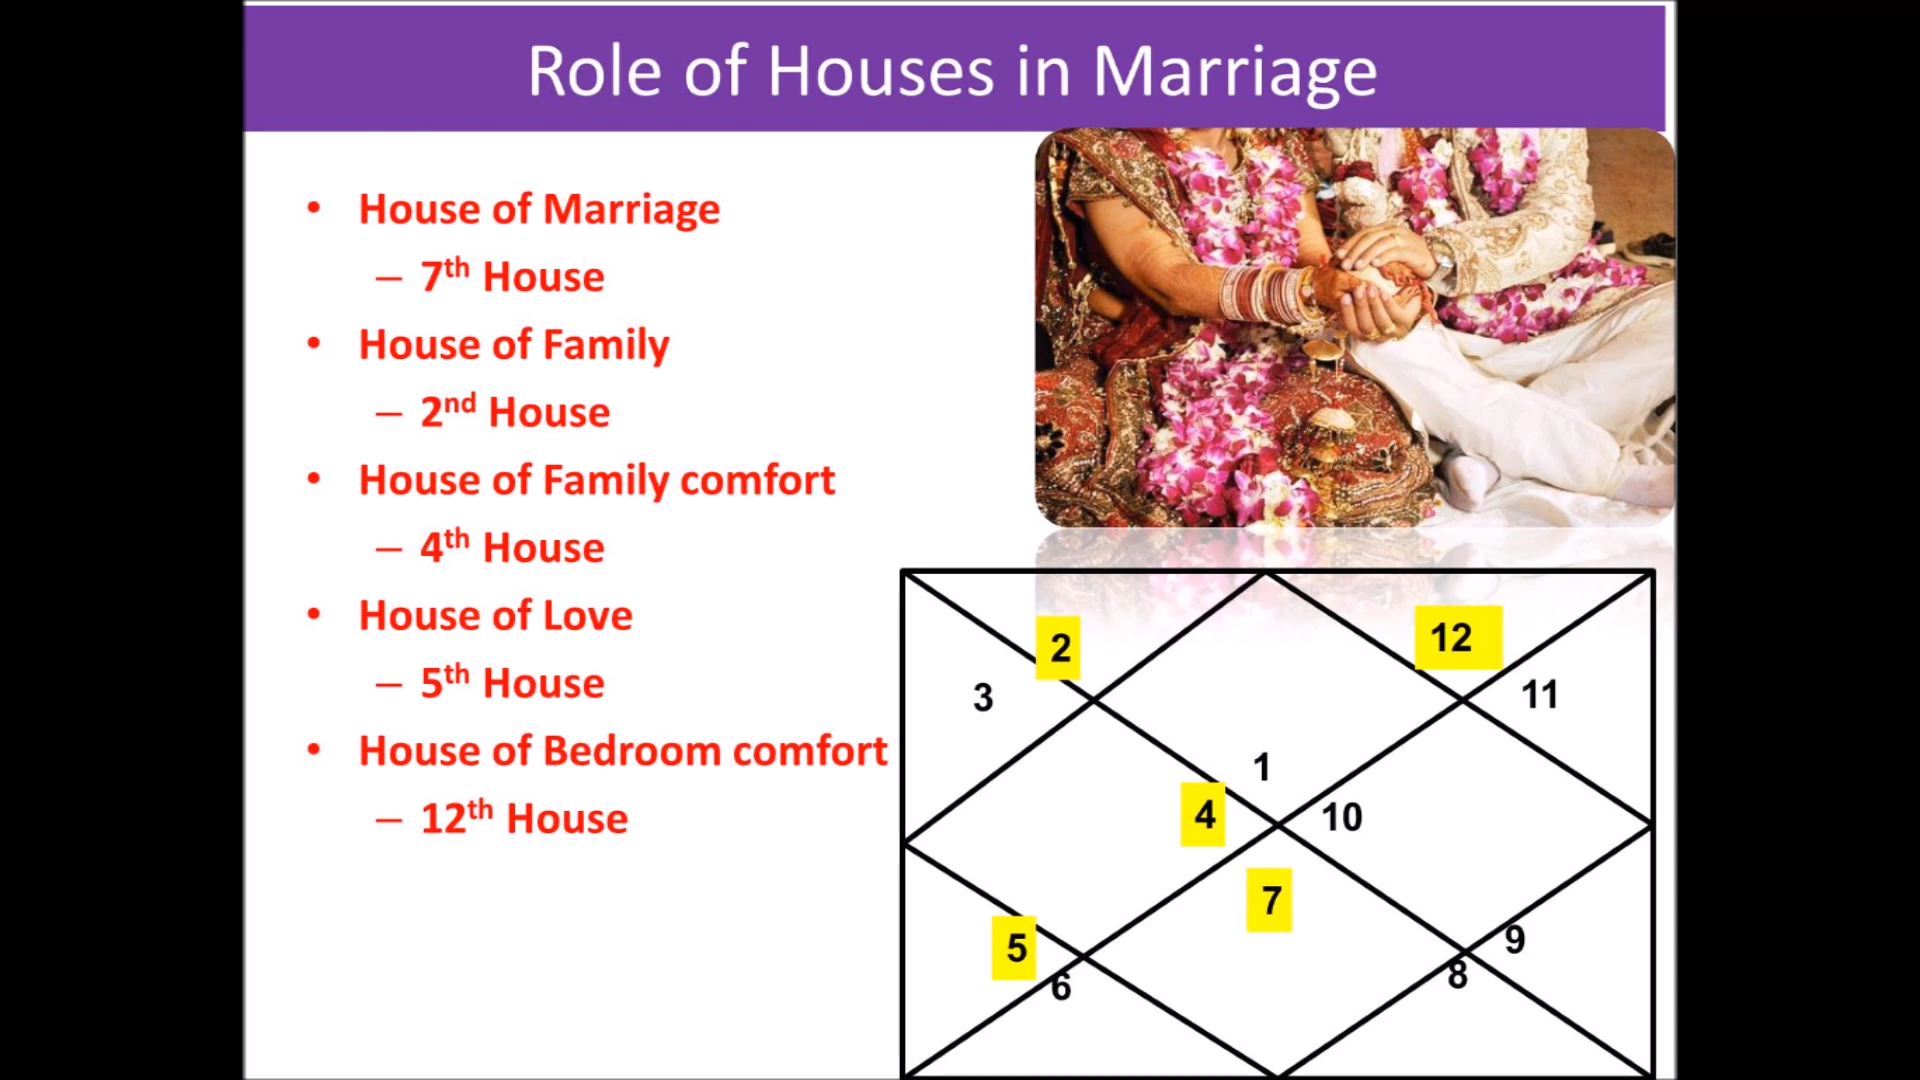 Role of Houses in Marriage
• House of Marriage
– 7th House
• House of Family
– 2nd House
• House of Family comfort
– 4th House
• House of Love
– 5th House
• House of Bedroom comfort
– 12th House
2
12
3
11
1
4
10
7
5
9
6
8